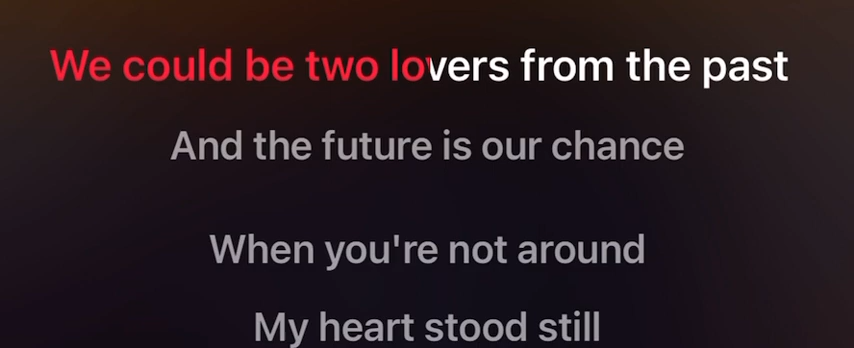 We could be two lovers from the past
And the future is our chance
When you're not around
My heart stood still